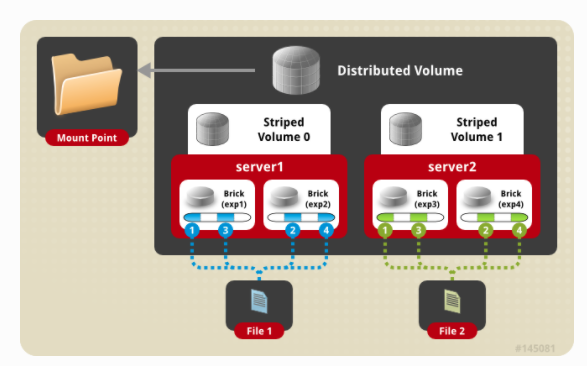 Distributed Volume
Mount Point
Striped
Volume 0
Striped
Volume 1
server1
server2
Brick
(exp1)
Brick
(exp2)
Brick
(exp3)
Brick
(exp4)
1 3 2 4
1 3 2 4
File 1
File 2
#145081